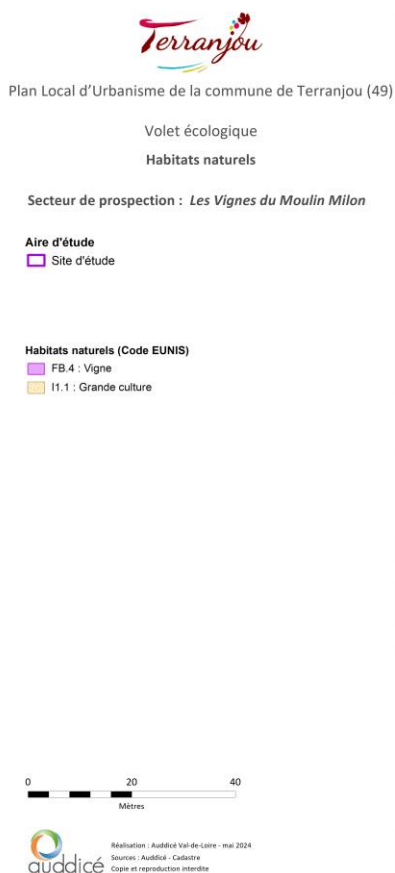 Terranjou
Plan Local d'Urbanisme de la commune de Terranjou (49)
Volet écologique
Habitats naturels
Secteur de prospection : Les Vignes du Moulin Milon
Aire d'étude
Site d'étude
Habitats naturels (Code EUNIS)
FB.4 : Vigne
I1.1 : Grande culture
0 20 40
Mètres
Réalisation : Auddicé Val-de-Loire - mai 2024
Sources : Auddicé - Cadastre
auddicé Copie et reproduction interdite